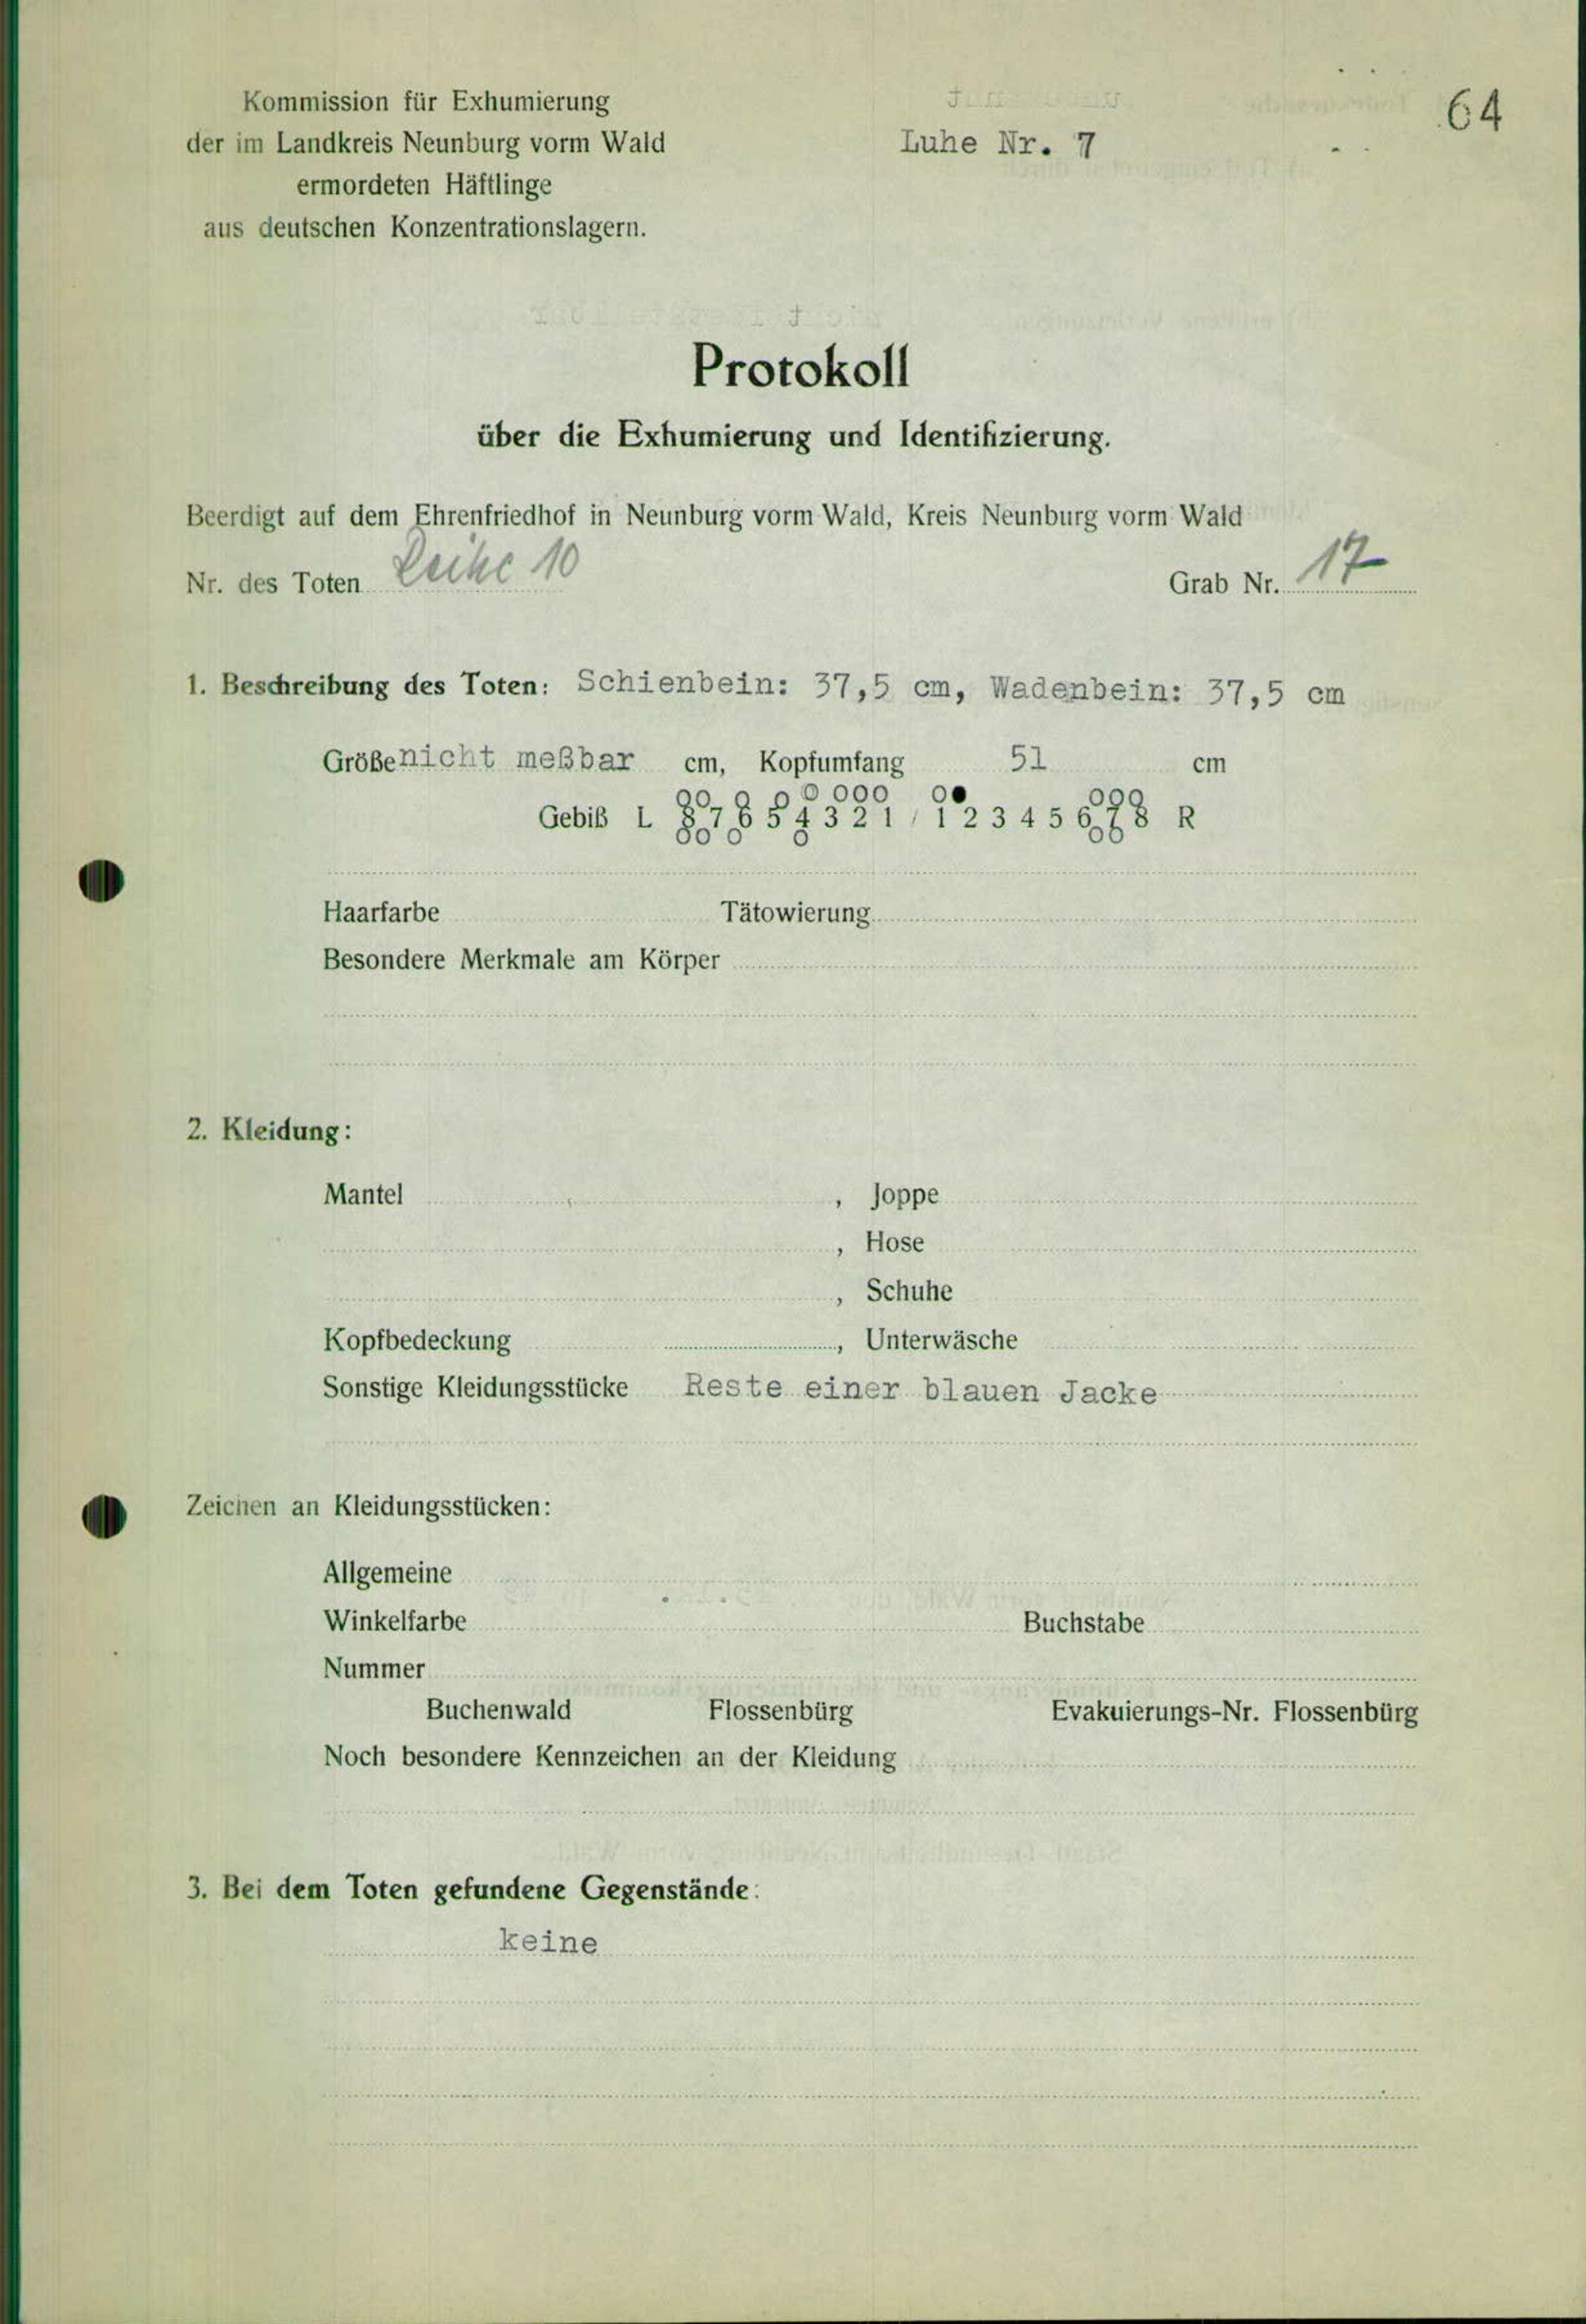 64
Kommission für Exhumierung
der im Landkreis Neunburg vorm Wald
ermordeten Häftlinge
aus deutschen Konzentrationslagern.
Luhe Nr. 7
Protokoll
über die Exhumierung und Identifizierung.
Beerdigt auf dem Ehrenfriedhof in Neunburg vorm Wald, Kreis Neunburg vorm Wald
Nr. des Toten Reihe 10 Grab Nr. 17
1. Beschreibung des Toten: Schienbein: 37,5 cm, Wadenbein: 37,5 cm
Größe nicht meßbar cm, Kopfumfang 51 cm
Gebiß L 8 7 6 5 4 3 2 1 / 1 2 3 4 5 6 7 8 R
Haarfarbe Tätowierung
Besondere Merkmale am Körper
2. Kleidung:
Mantel , Joppe
, Hose
, Schuhe
Kopfbedeckung , Unterwäsche
Sonstige Kleidungsstücke Reste einer blauen Jacke
Zeichen an Kleidungsstücken:
Allgemeine
Winkelfarbe Buchstabe
Nummer
Buchenwald Flossenbürg Evakuierungs-Nr. Flossenbürg
Noch besondere Kennzeichen an der Kleidung
3. Bei dem Toten gefundene Gegenstände:
keine